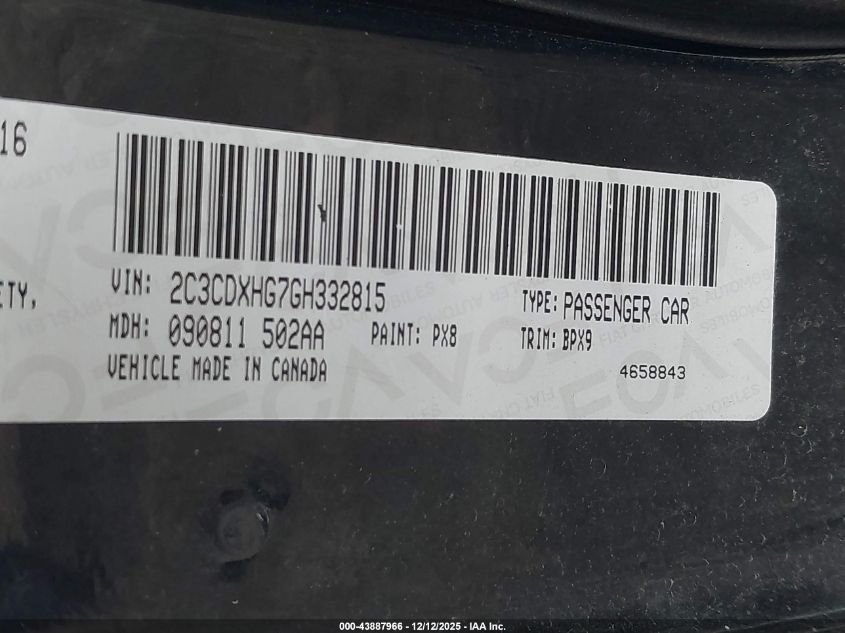 16
ETY,
VIN: 2C3CDXHG7GH332815 TYPE: PASSENGER CAR
MDH: 090811 502AA PAINT: PX8 TRIM: BPX9
VEHICLE MADE IN CANADA 4658843
000-43887966 - 12/12/2025 - IAA Inc.